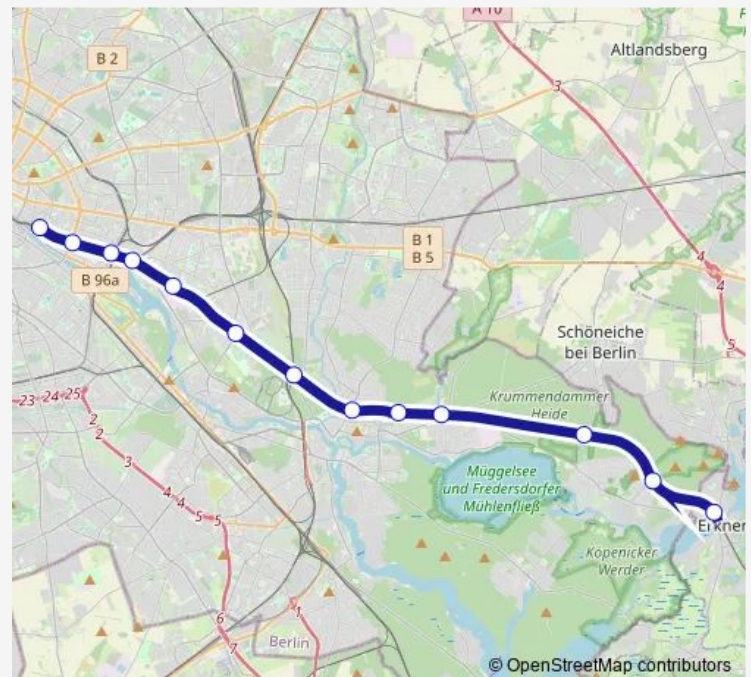 A 10
Altlandsberg
B 2
3
B 1
B 5
4
4
B 96a
5
Schöneiche
bei Berlin
Krummendammer
Heide
23 24 25
2
2
3
4
4
5
5
Müggelsee
und Fredersdorfer
Mühlenfließ
Erkner
Köpenicker
Werder
6
1
7
Berlin
© OpenStreetMap contributors